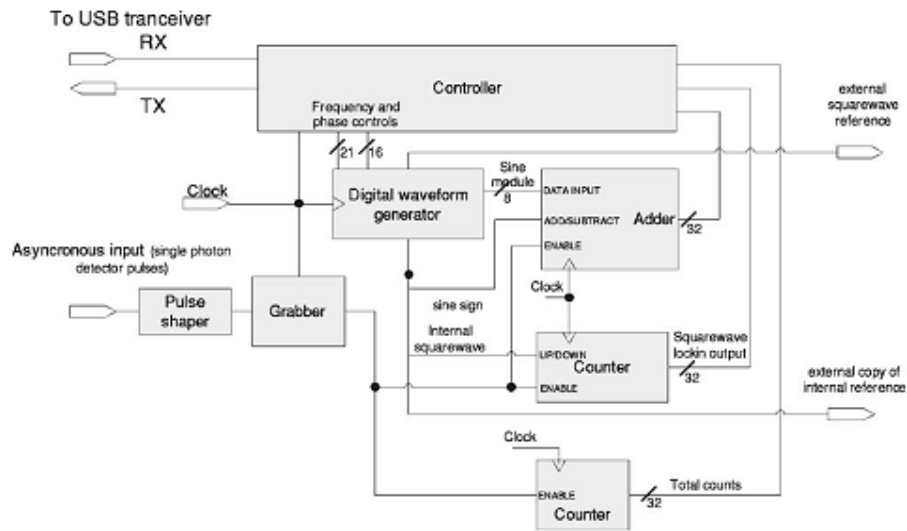 To USB tranceiver
RX
TX
Controller
Frequency and
phase controls
21
16
external
squarewave
reference
Clock
Digital waveform
generator
Sine
module
8
DATA INPUT
ADD/SUBTRACT
ENABLE
Adder
32
Asyncronous input (single photon
detector pulses)
Pulse
shaper
Grabber
sine sign
Clock
Internal
squarewave
UP/DOWN
ENABLE
Counter
Squarewave
lockin output
32
external copy of
internal reference
Clock
ENABLE
Counter
32
Total counts